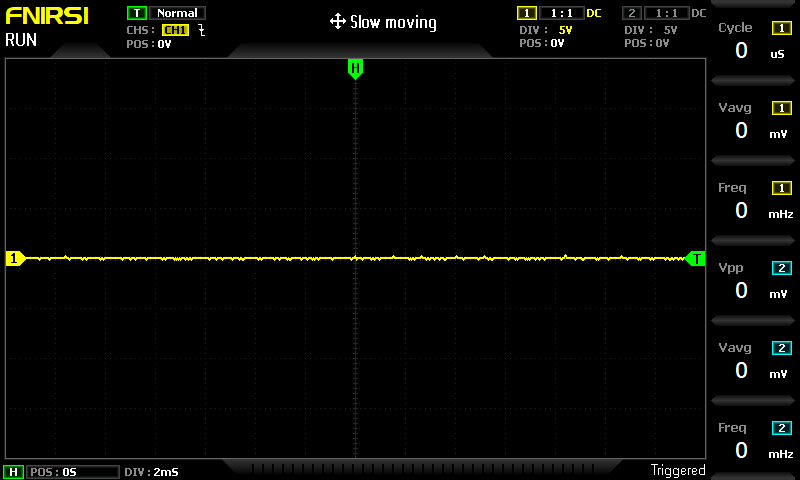 FNIRSI
RUN
T Normal
CHS: CH1
POS: 0V
Slow moving
1 1:1 DC
DIV: 5V
POS: 0V
2 1:1 DC
DIV: 5V
POS: 0V
H
1
T
Cycle 1
0 uS
Vavg 1
0 mV
Freq 1
0 mHz
Vpp 2
0 mV
Vavg 2
0 mV
Freq 2
0 mHz
H POS: 0S DIV: 2mS
Triggered